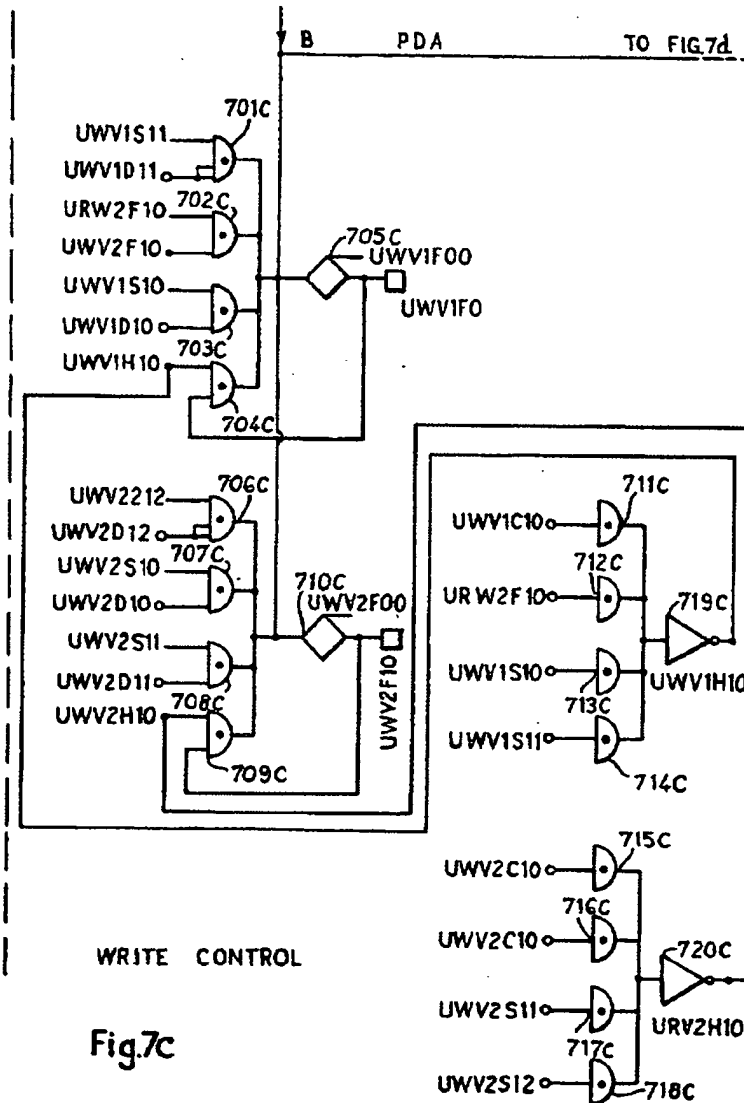 B PDA TO FIG.7d
701C
UWV1S11
UWV1D11
702C
URW2F10
UWV2F10
705C
UWV1F00
UWV1S10
UWV1F0
UWV1D10
703C
UWV1H10
704C
UWV2212
706C
UWV2D12
707C
UWV2S10
710C
UWV2F00
UWV2D10
UWV2S11
UWV2D11
708C
UWV2H10
UWV2F10
709C
711C
UWV1C10
712C
URW2F10
719C
UWV1S10
UWV1H10
713C
UWV1S11
714C
715C
UWV2C10
716C
UWV2C10
720C
UWV2S11
URV2H10
717C
UWV2S12
718C
WRITE CONTROL
Fig.7c